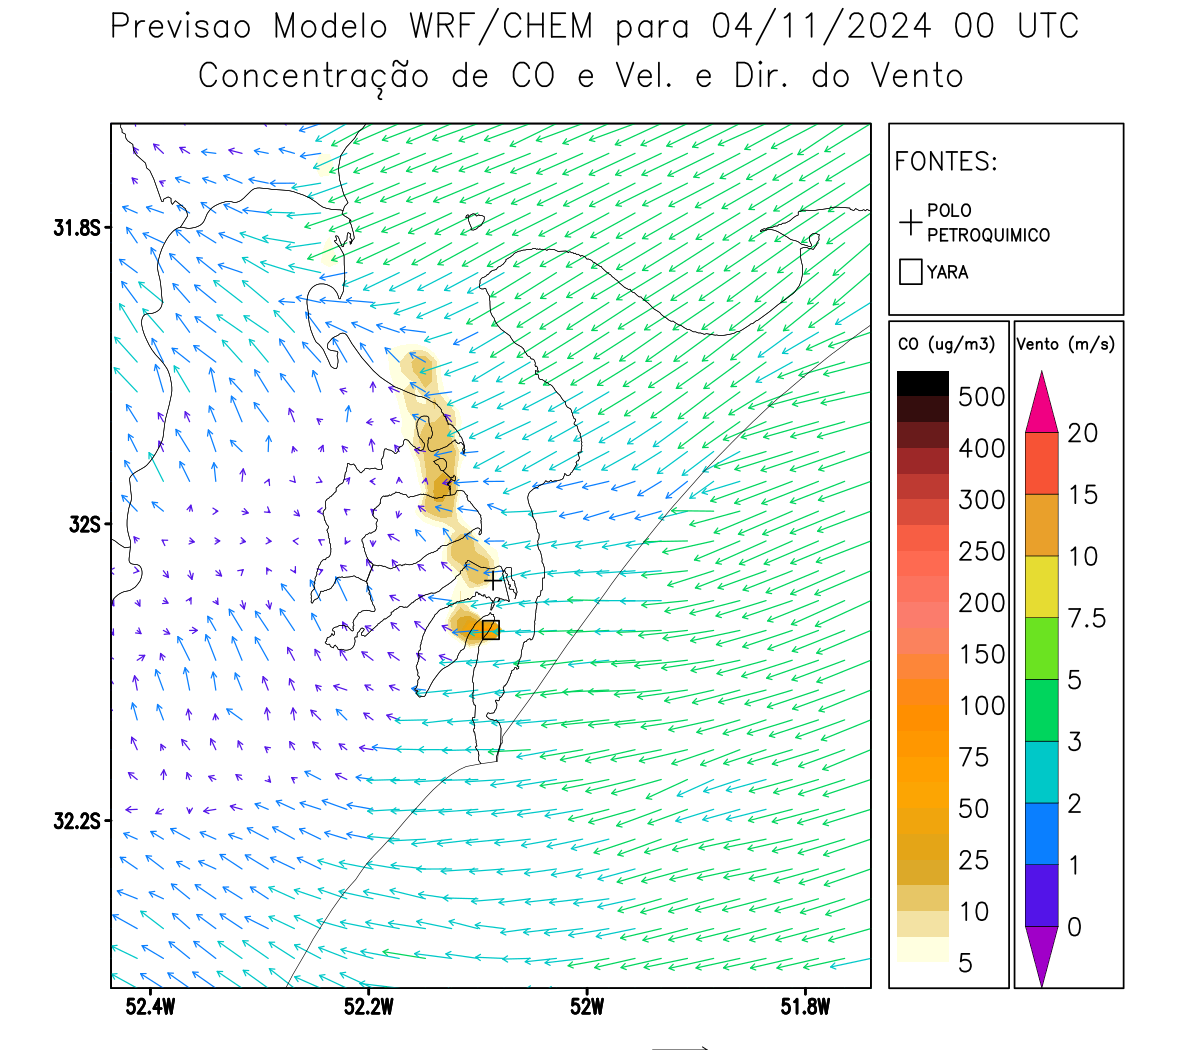 Previsao Modelo WRF/CHEM para 04/11/2024 00 UTC
Concentração de CO e Vel. e Dir. do Vento
FONTES:
POLO
PETROQUIMICO
YARA
CO (ug/m3)
500
400
300
250
200
150
100
75
50
25
10
5
Vento (m/s)
20
15
10
7.5
5
3
2
1
0
31.8S
32S
32.2S
52.4W
52.2W
52W
51.8W